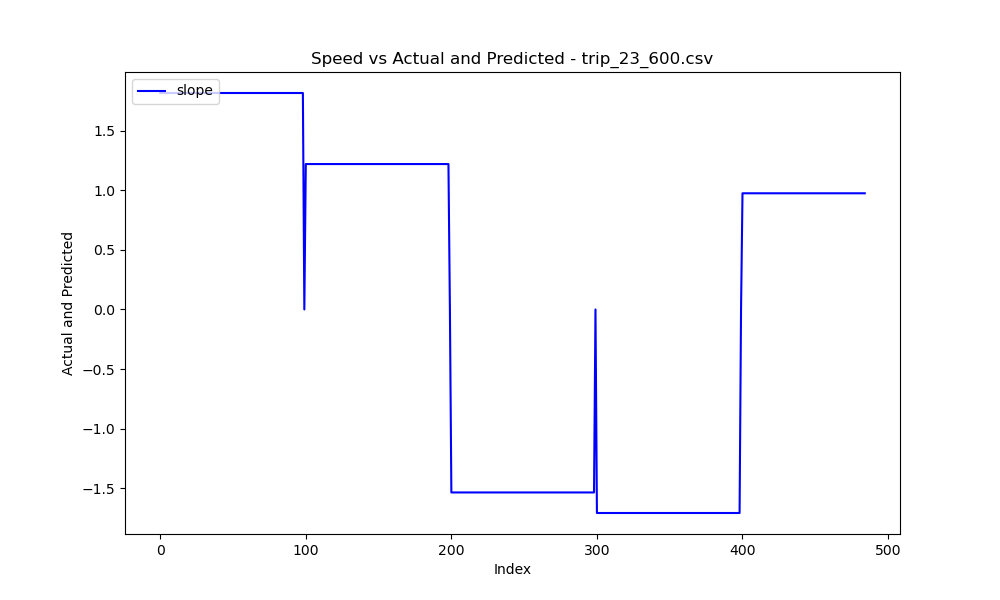 Speed vs Actual and Predicted - trip_23_600.csv
slope
1.5
1.0
0.5
0.0
−0.5
−1.0
−1.5
Actual and Predicted
0 100 200 300 400 500
Index